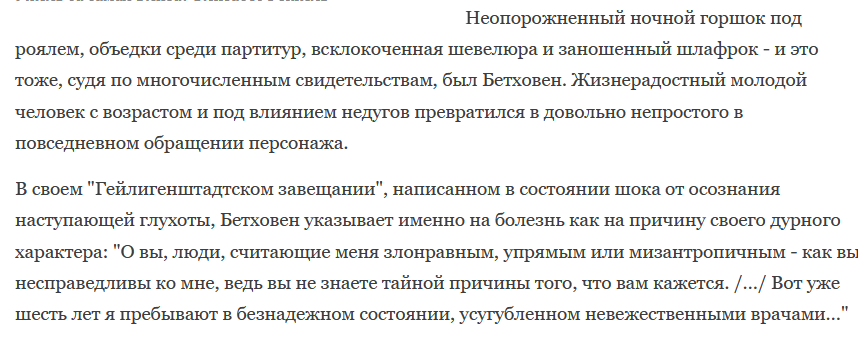 Неопорожненный ночной горшок под
роялем, объедки среди партитур, всклокоченная шевелюра и заношенный шлафрок - и это
тоже, судя по многочисленным свидетельствам, был Бетховен. Жизнерадостный молодой
человек с возрастом и под влиянием недугов превратился в довольно непростого в
повседневном обращении персонажа.
В своем "Гейлигенштадтском завещании", написанном в состоянии шока от осознания
наступающей глухоты, Бетховен указывает именно на болезнь как на причину своего дурного
характера: "О вы, люди, считающие меня злонравным, упрямым или мизантропичным - как вы
несправедливы ко мне, ведь вы не знаете тайной причины того, что вам кажется. /.../ Вот уже
шесть лет я пребывают в безнадежном состоянии, усугубленном невежественными врачами..."